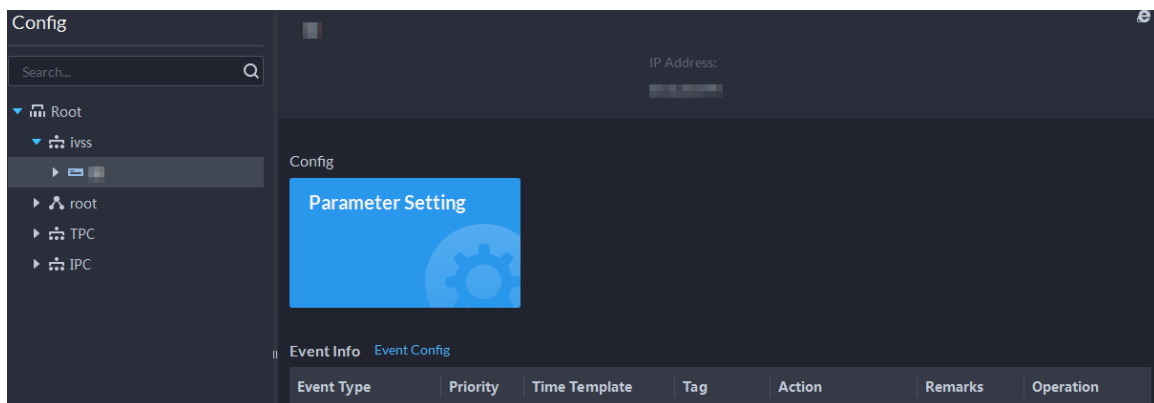 Config
Search...
Root
ivss
root
TPC
IPC
IP Address:
Config
Parameter Setting
Event Info Event Config
Event Type Priority Time Template Tag Action Remarks Operation